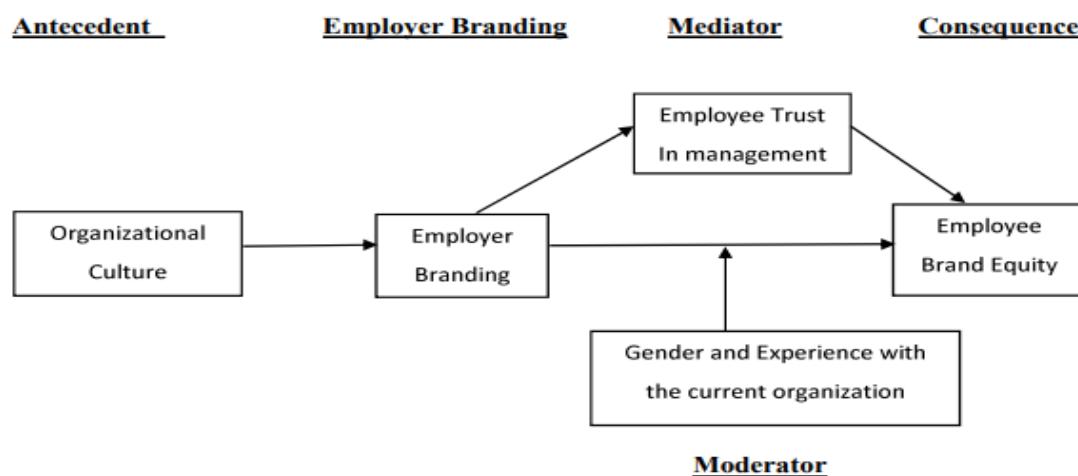 Antecedent
Employer Branding
Mediator
Consequence
Employee Trust
In management
Organizational
Culture
Employer
Branding
Employee
Brand Equity
Gender and Experience with
the current organization
Moderator